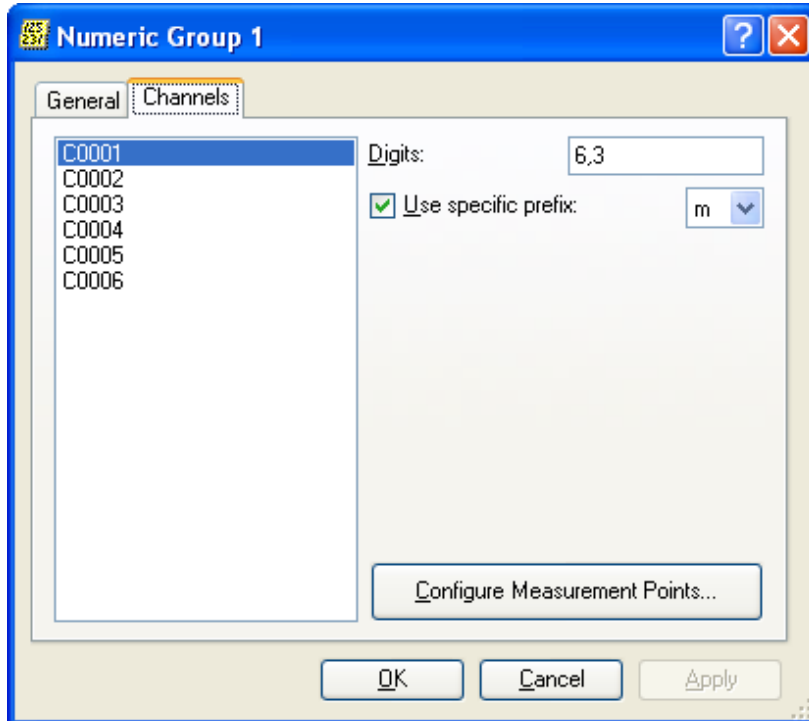 Numeric Group 1
General Channels
C0001
C0002
C0003
C0004
C0005
C0006
Digits: 6,3
Use specific prefix: m
Configure Measurement Points...
OK Cancel Apply